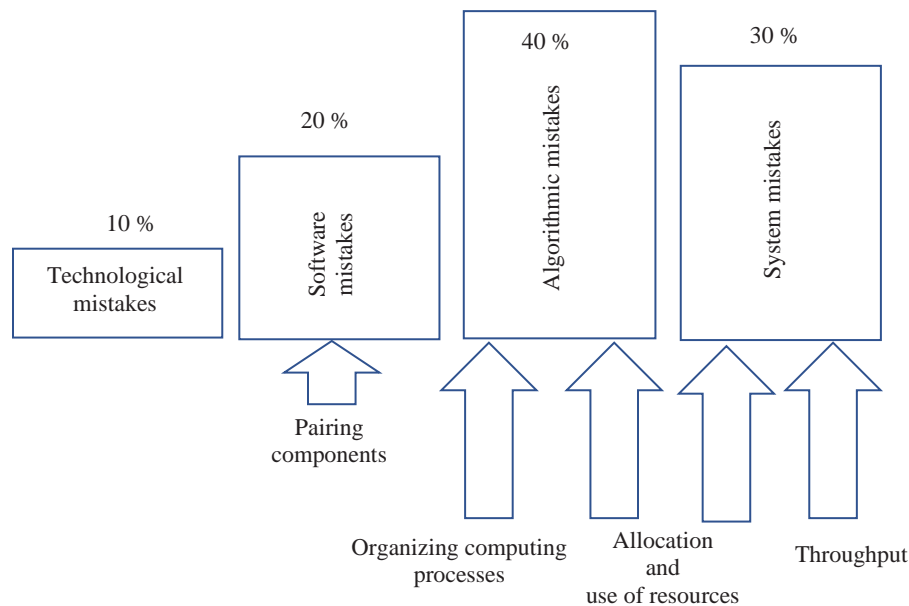 40 %
30 %
20 %
10 %
Technological
mistakes
Software
mistakes
Algorithmic mistakes
System mistakes
Pairing
components
Organizing computing
processes
Allocation
and
use of resources
Throughput